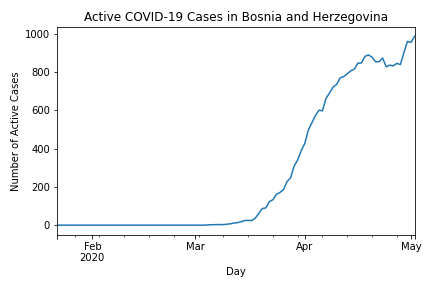 Active COVID-19 Cases in Bosnia and Herzegovina
1000
800
600
400
200
0
Number of Active Cases
Feb
2020
Mar
Apr
May
Day